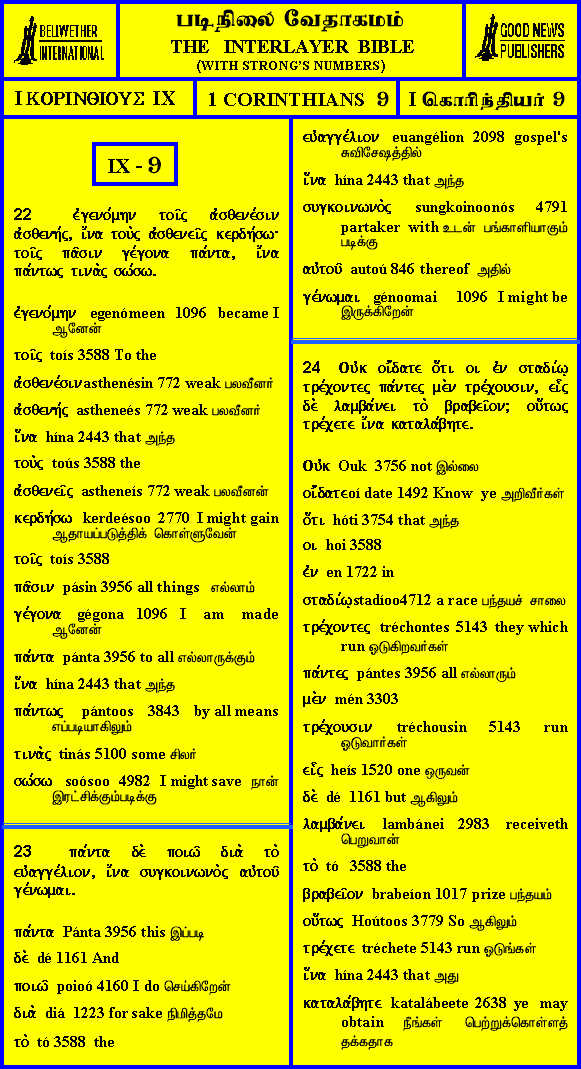 BELLWETHER
INTERNATIONAL
படிநிலை வேதாகமம்
THE INTERLAYER BIBLE
(WITH STRONG'S NUMBERS)
GOOD NEWS
PUBLISHERS
I ΚΟΡΙΝΘΙΟΥΣ IX
1 CORINTHIANS 9
I கொரிந்தியர் 9
IX - 9
22 ἐγενόμην τοῖς ἀσθενέσιν
ἀσθενής, ἵνα τοὺς ἀσθενεῖς κερδήσω·
τοῖς πᾶσιν γέγονα πάντα, ἵνα
πάντως τινὰς σώσω.
ἐγενόμην egenómeen 1096 became I
ஆனேன்
τοῖς toís 3588 To the
ἀσθενέσιν asthenésin 772 weak பலவீனர்
ἀσθενής astheneés 772 weak பலவீனர்
ἵνα hína 2443 that அந்த
τοὺς toús 3588 the
ἀσθενεῖς astheneís 772 weak பலவீனன்
κερδήσω kerdeésoo 2770 I might gain
ஆதாயப்படுத்திக் கொள்ளுவேன்
τοῖς toís 3588
πᾶσιν pásin 3956 all things எல்லாம்
γέγονα gégona 1096 I am made
ஆனேன்
πάντα pánta 3956 to all எல்லாருக்கும்
ἵνα hína 2443 that அந்த
πάντως pántoos 3843 by all means
எப்படியாகிலும்
τινὰς tinás 5100 some சிலர்
σώσω soósoo 4982 I might save நான்
இரட்சிக்கும்படிக்கு
23 πάντα δὲ ποιῶ διὰ τὸ
εὐαγγέλιον, ἵνα συγκοινωνὸς αὐτοῦ
γένωμαι.
πάντα Pánta 3956 this இப்படி
δὲ dé 1161 And
ποιῶ poioó 4160 I do செய்கிறேன்
διὰ diá 1223 for sake நிமித்தமே
τὸ tó 3588 the
εὐαγγέλιον euangélion 2098 gospel's
சுவிசேஷத்தில்
ἵνα hína 2443 that அந்த
συγκοινωνὸς sungkoinoonós 4791
partaker with உடன் பங்காளியாகும்
படிக்கு
αὐτοῦ autoú 846 thereof அதில்
γένωμαι génoomai 1096 I might be
இருக்கிறேன்
24 Οὐκ οἴδατε ὅτι οι ἐν σταδίῳ
τρέχοντες πάντες μὲν τρέχουσιν, εἷς
δὲ λαμβάνει τὸ βραβεῖον; οὕτως
τρέχετε ἵνα καταλάβητε.
Οὐκ Ouk 3756 not இல்லை
οἴδατε οί date 1492 Know ye அறிவீர்கள்
ὅτι hóti 3754 that அந்த
οι hoi 3588
ἐν en 1722 in
σταδίῳ stadíoo4712 a race பந்தயச் சாலை
τρέχοντες tréchontes 5143 they which
run ஒடுகிறவர்கள்
πάντες pántes 3956 all எல்லாரும்
μὲν mén 3303
τρέχουσιν tréchousin 5143 run
ஓடுவார்கள்
εἷς heís 1520 one ஒருவன்
δὲ dé 1161 but ஆகிலும்
λαμβάνει lambánei 2983 receiveth
பெறுவான்
τὸ tó 3588 the
βραβεῖον brabeíon 1017 prize பந்தயம்
οὕτως Hoútoos 3779 So ஆகிலும்
τρέχετε tréchete 5143 run ஓடுங்கள்
ἵνα hína 2443 that அது
καταλάβητε katalábeete 2638 ye may
obtain நீங்கள் பெற்றுக்கொள்ளத்
தக்கதாக